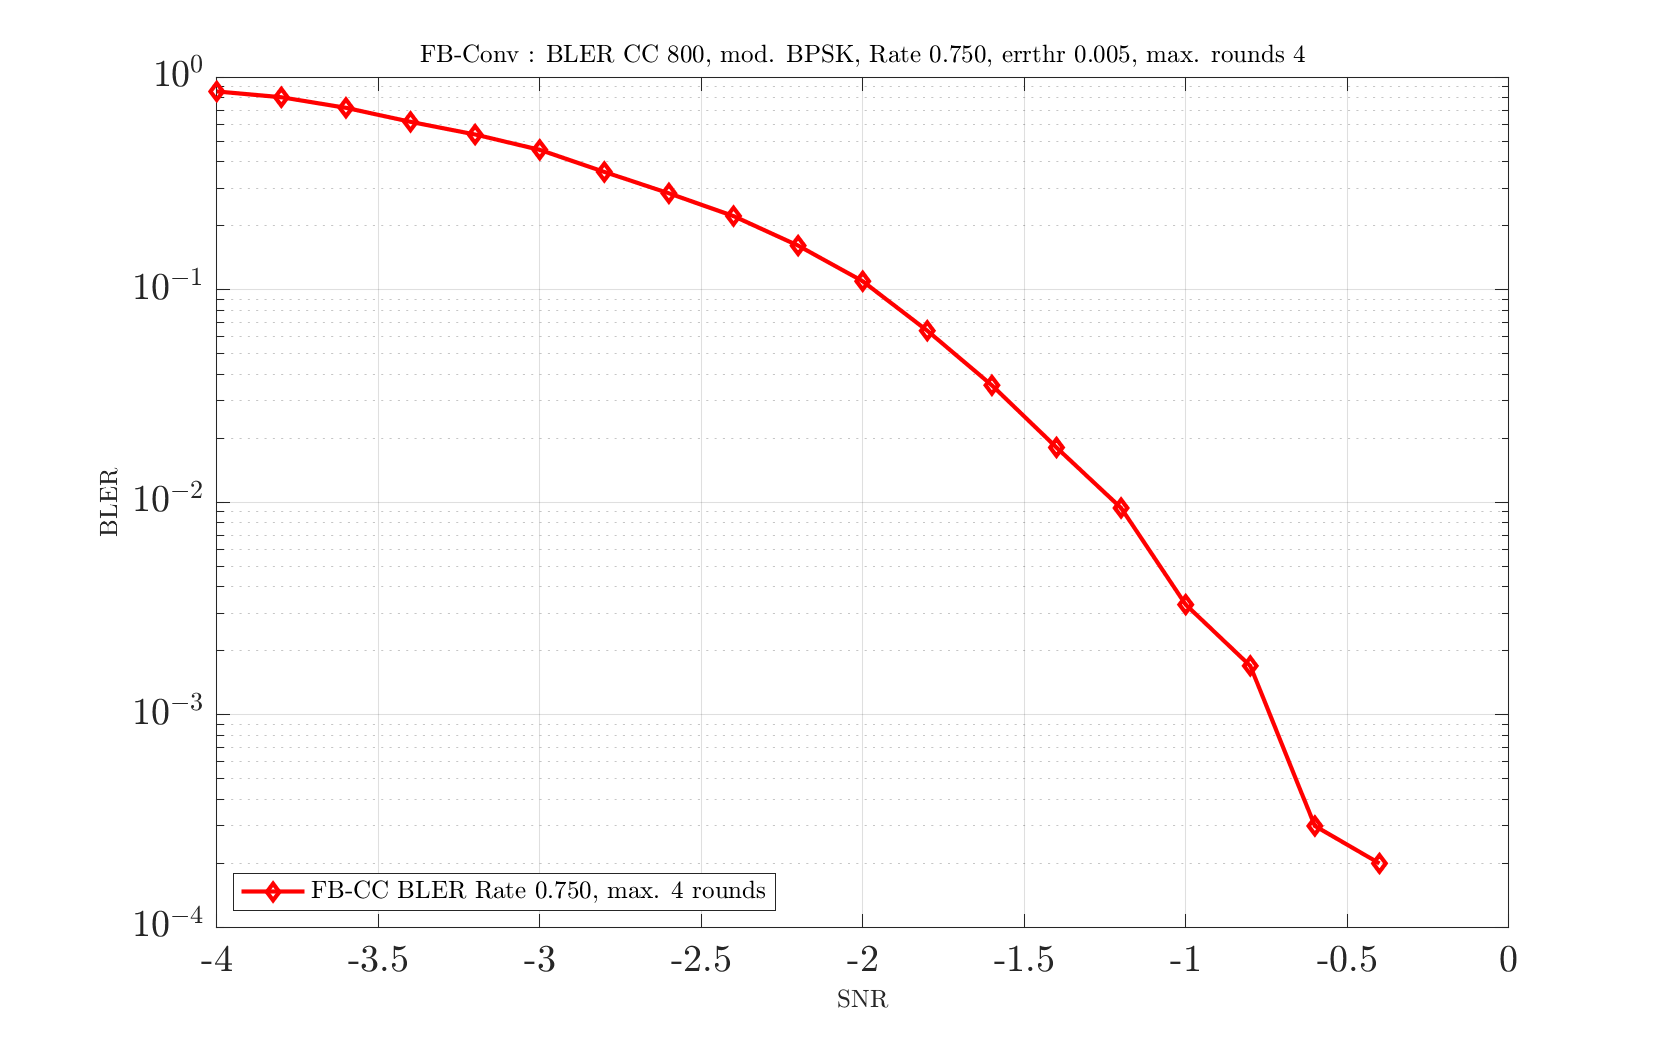 FB-Conv : BLER CC 800, mod. BPSK, Rate 0.750, errthr 0.005, max. rounds 4
10^0
10^-1
10^-2
10^-3
10^-4
BLER
FB-CC BLER Rate 0.750, max. 4 rounds
-4 -3.5 -3 -2.5 -2 -1.5 -1 -0.5 0
SNR